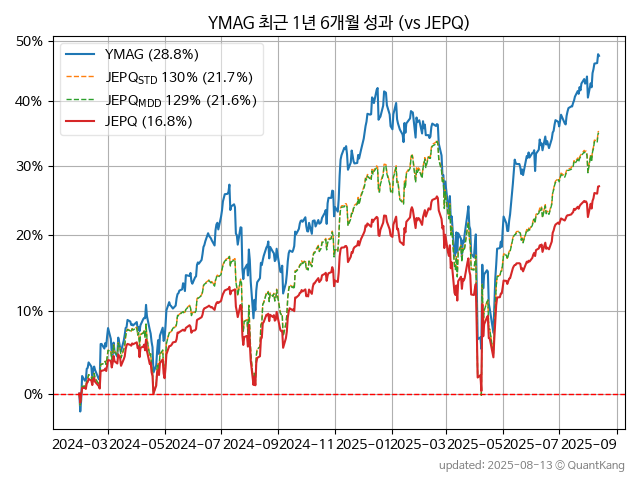 YMAG 최근 1년 6개월 성과 (vs JEPQ)
50%
40%
30%
20%
10%
0%
YMAG (28.8%)
JEPQSTD 130% (21.7%)
JEPQMDD 129% (21.6%)
JEPQ (16.8%)
2024-03 2024-05 2024-07 2024-09 2024-11 2025-01 2025-03 2025-05 2025-07 2025-09
updated: 2025-08-13 © QuantKang